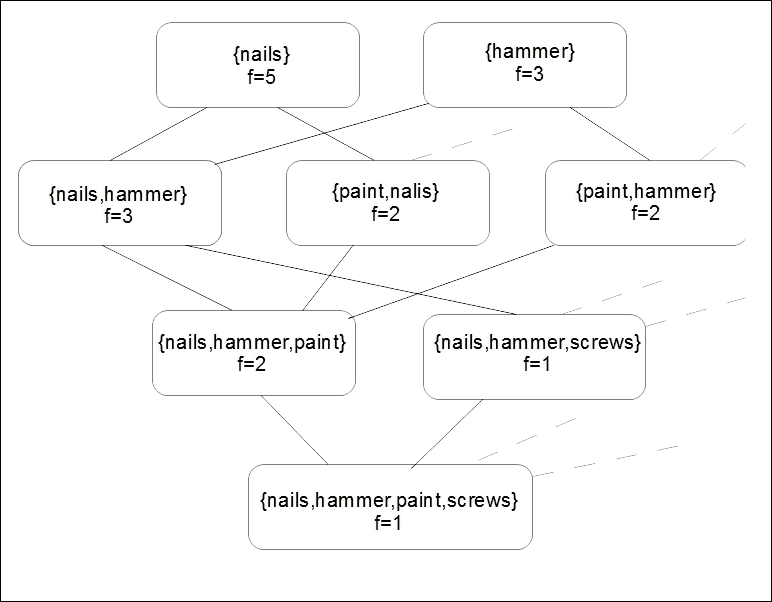 {nails}
f=5
{hammer}
f=3
{nails,hammer}
f=3
{paint,nalis}
f=2
{paint,hammer}
f=2
{nails,hammer,paint}
f=2
{nails,hammer,screws}
f=1
{nails,hammer,paint,screws}
f=1